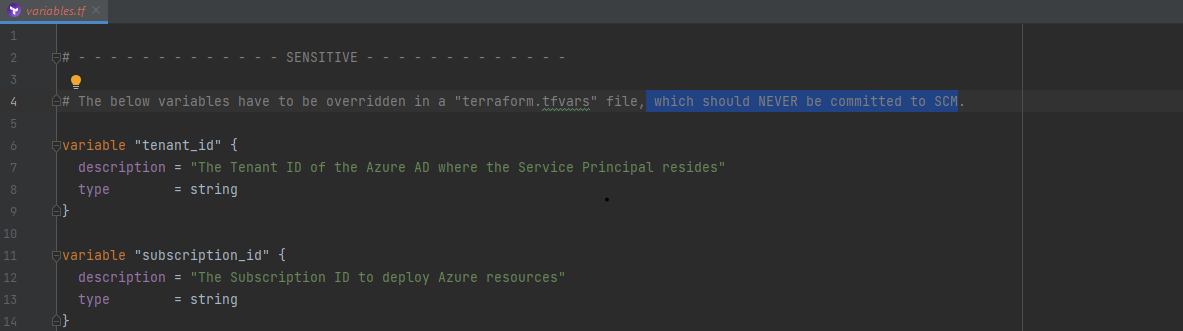 variables.tf
1
2 # - - - - - - - - - - - - - SENSITIVE - - - - - - - - - - - - -
3
4 # The below variables have to be overridden in a "terraform.tfvars" file, which should NEVER be committed to SCM.
5
6 variable "tenant_id" {
7 description = "The Tenant ID of the Azure AD where the Service Principal resides"
8 type = string
9 }
10
11 variable "subscription_id" {
12 description = "The Subscription ID to deploy Azure resources"
13 type = string
14 }